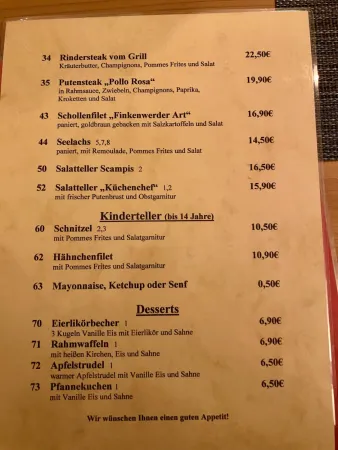 34 Rindersteak vom Grill 22,50€
Kräuterbutter, Champignons, Pommes Frites und Salat
35 Putensteak „Pollo Rosa“ 19,90€
in Rahmsauce, Zwiebeln, Champignons, Paprika,
Kroketten und Salat
43 Schollenfilet „Finkenwerder Art“ 16,90€
paniert, goldbraun gebacken mit Salzkartoffeln und Salat
44 Seelachs 5,7,8 14,50€
paniert, mit Remoulade, Pommes Frites und Salat
50 Salatteller Scampis 2 16,50€
52 Salatteller „Küchenchef“ 1,2 15,90€
mit frischer Putenbrust und Obstgarnitur
Kinderteller (bis 14 Jahre)
60 Schnitzel 2,3 10,50€
mit Pommes Frites und Salatgarnitur
62 Hähnchenfilet 10,90€
mit Pommes Frites und Salatgarnitur
63 Mayonnaise, Ketchup oder Senf 0,50€
Desserts
70 Eierlikörbecher 1 6,90€
3 Kugeln Vanille Eis mit Eierlikör und Sahne
71 Rahmwaffeln 1 6,90€
mit heißen Kirchen, Eis und Sahne
72 Apfelstrudel 1 6,50€
warmer Apfelstrudel mit Vanille Eis und Sahne
73 Pfannekuchen 1 6,50€
mit Vanille Eis und Sahne
Wir wünschen Ihnen einen guten Appetit!